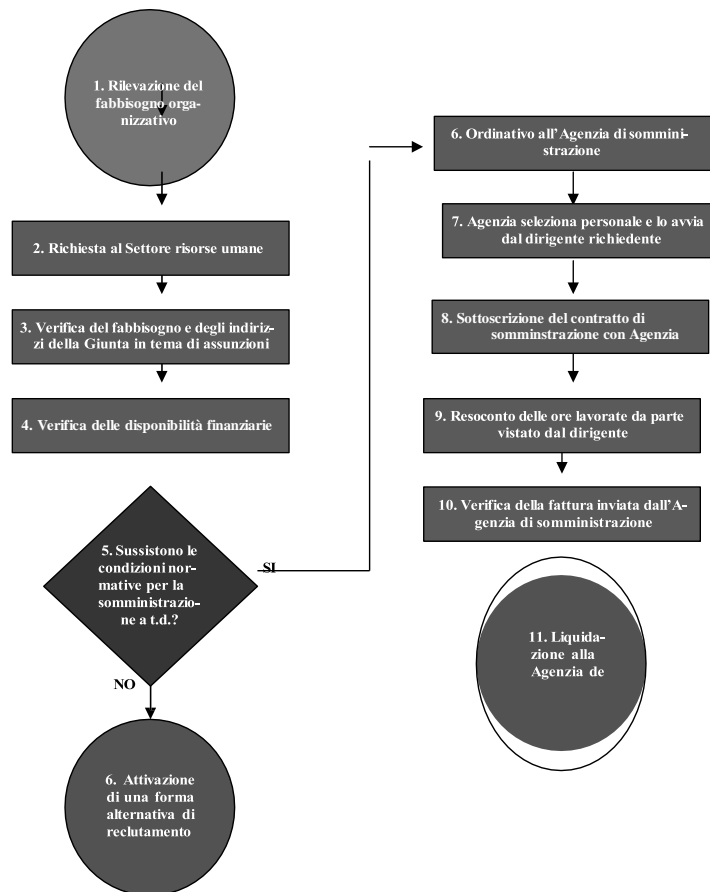 1. Rilevazione del
fabbisogno orga-
nizzativo
2. Richiesta al Settore risorse umane
3. Verifica del fabbisogno e degli indiriz-
zi della Giunta in tema di assunzioni
4. Verifica delle disponibilità finanziarie
5. Sussistono le
condizioni nor-
mative per la
somministrazio-
ne a t.d.?
SI
NO
6. Attivazione
di una forma
alternativa di
reclutamento
6. Ordinativo all'Agenzia di sommini-
strazione
7. Agenzia seleziona personale e lo avvia
dal dirigente richiedente
8. Sottoscrizione del contratto di
somminstrazione con Agenzia
9. Resoconto delle ore lavorate da parte
vistato dal dirigente
10. Verifica della fattura inviata dall'A-
genzia di somministrazione
11. Liquida-
zione alla
Agenzia de